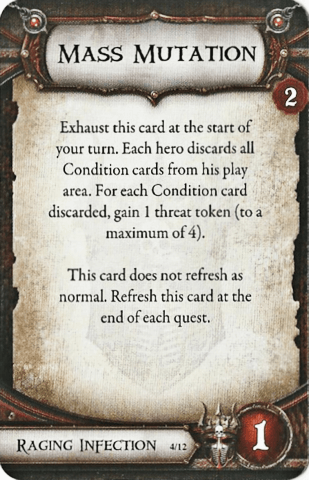 Mass Mutation
2
Exhaust this card at the start of
your turn. Each hero discards all
Condition cards from his play
area. For each Condition card
discarded, gain 1 threat token (to a
maximum of 4).
This card does not refresh as
normal. Refresh this card at the
end of each quest.
Raging Infection 4/12
1